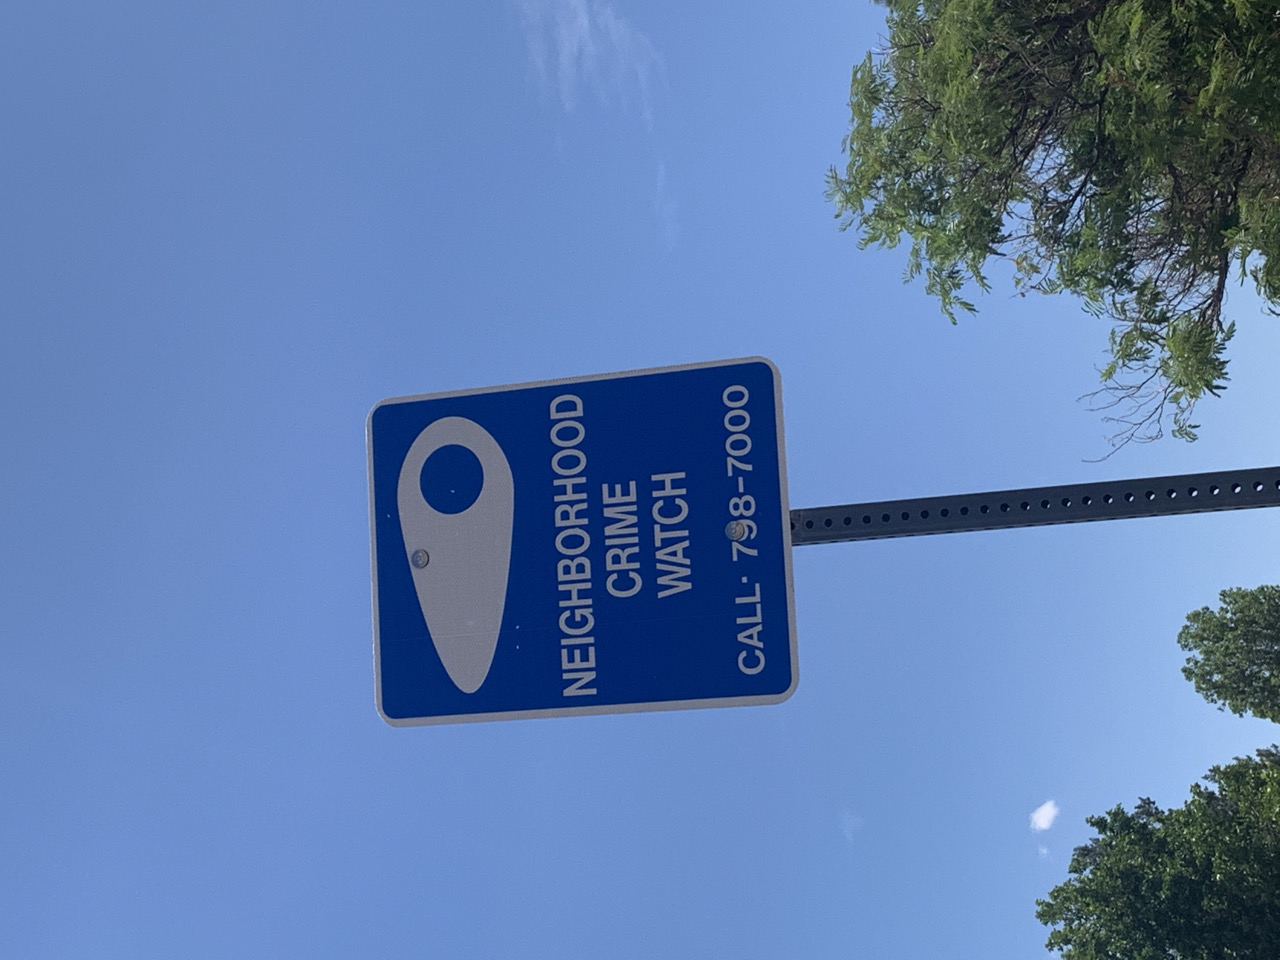 NEIGHBORHOOD
CRIME
WATCH
CALL· 798-7000